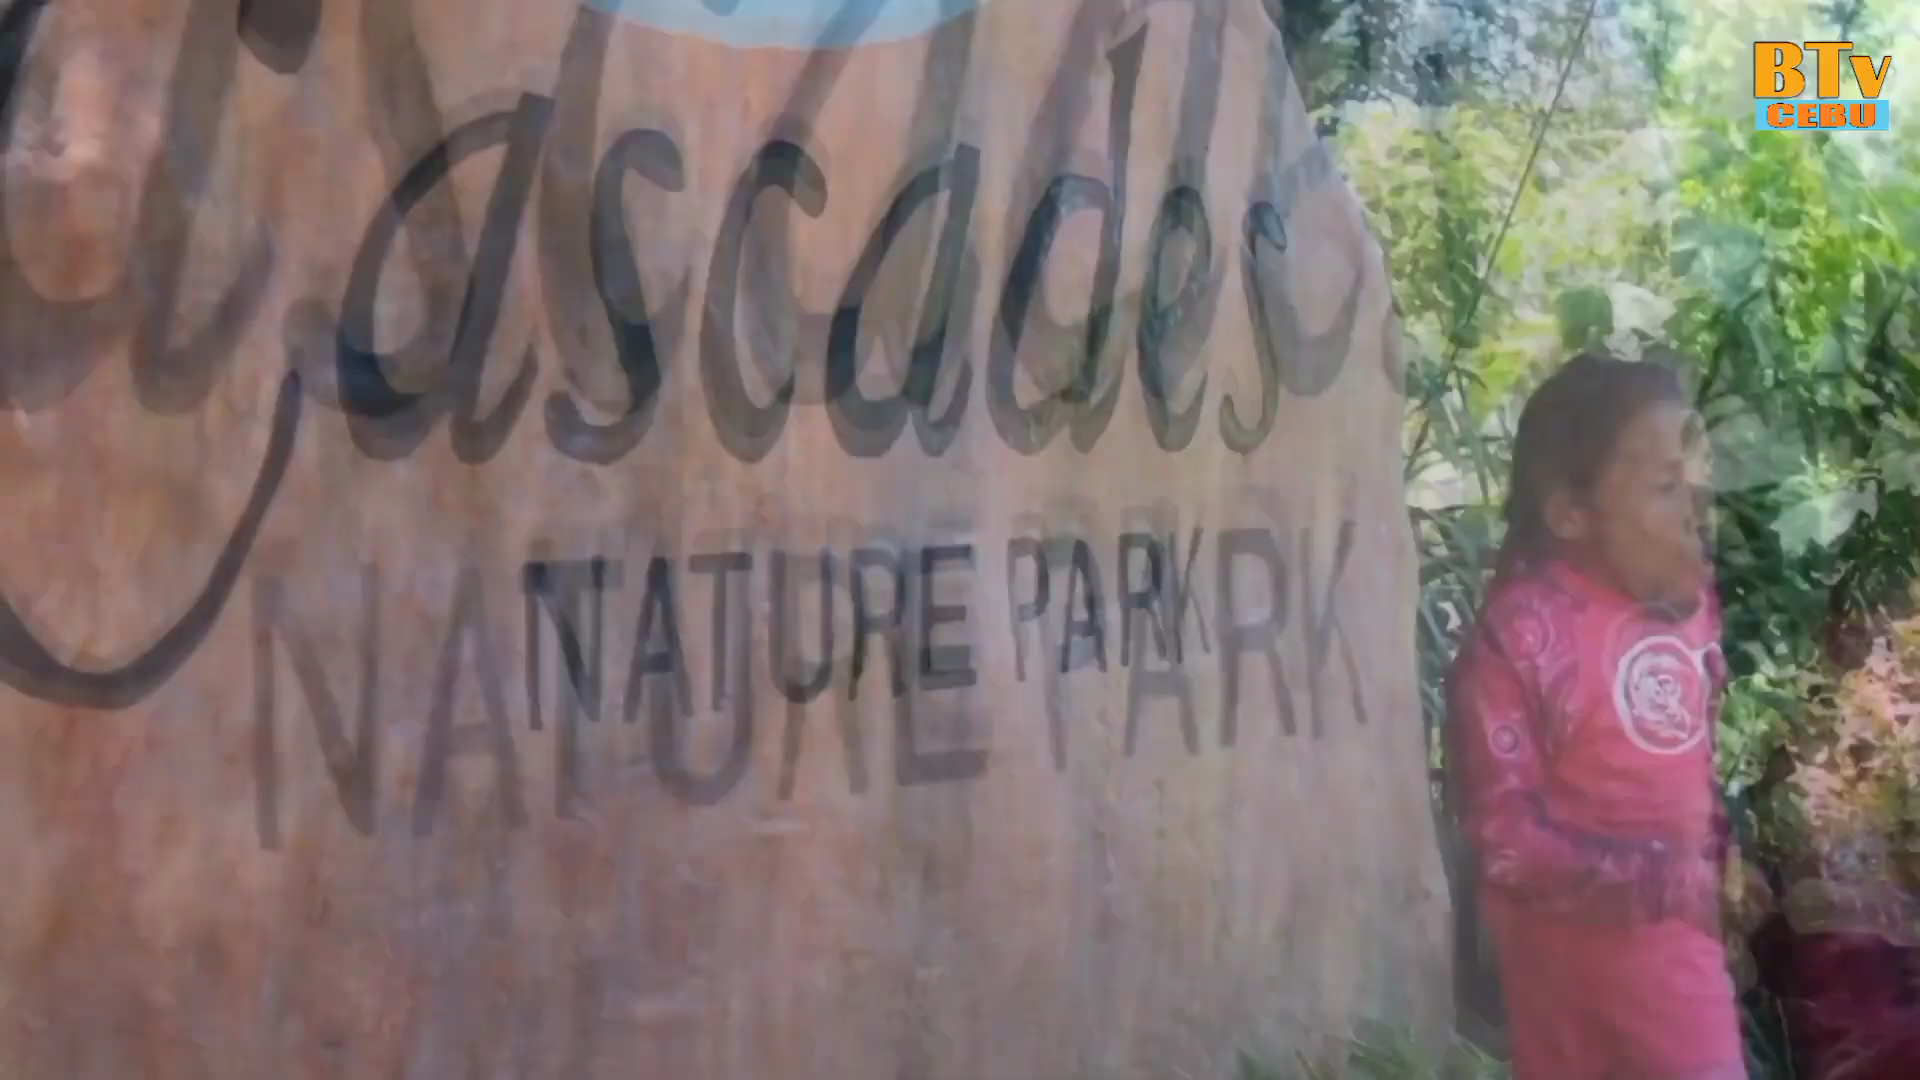 BTv
CEBU
Cascades
NATURE PARK
NATURE PARK